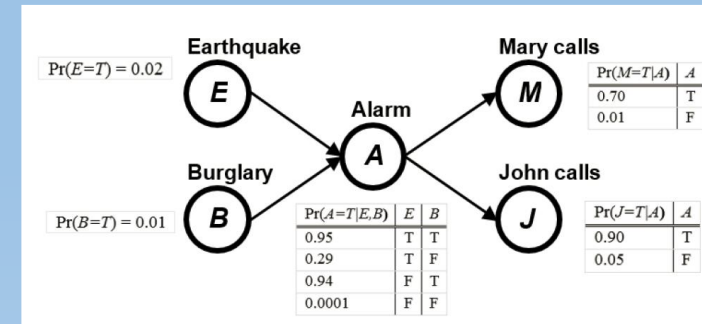 Earthquake
Pr(E=T) = 0.02
E
Burglary
Pr(B=T) = 0.01
B
Alarm
A
Pr(A=T|E,B) E B
0.95 T T
0.29 T F
0.94 F T
0.0001 F F
Mary calls
M
Pr(M=T|A) A
0.70 T
0.01 F
John calls
J
Pr(J=T|A) A
0.90 T
0.05 F